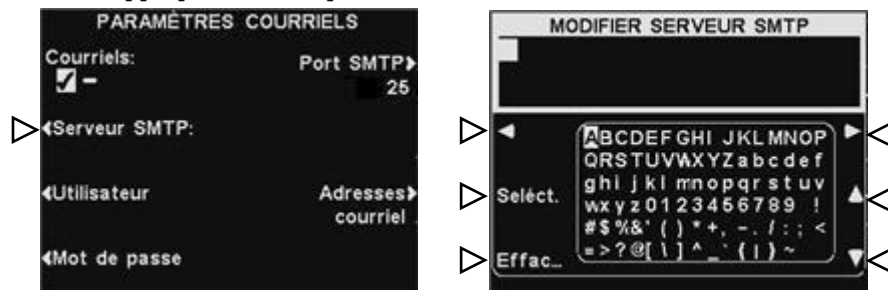 PARAMÈTRES COURRIELS
Courriels:
Port SMTP
25
Serveur SMTP:
Utilisateur
Adresses
courriel
Mot de passe
MODIFIER SERVEUR SMTP
ABCDEFGHIJKLMNOP
QRSTUVWXYZabcdef
ghijklmnopqrstuv
Seléct.
wxyz0123456789 !
#$%&'()*+,-./:;<
Effac…
=>?@[\]^_`{|}~